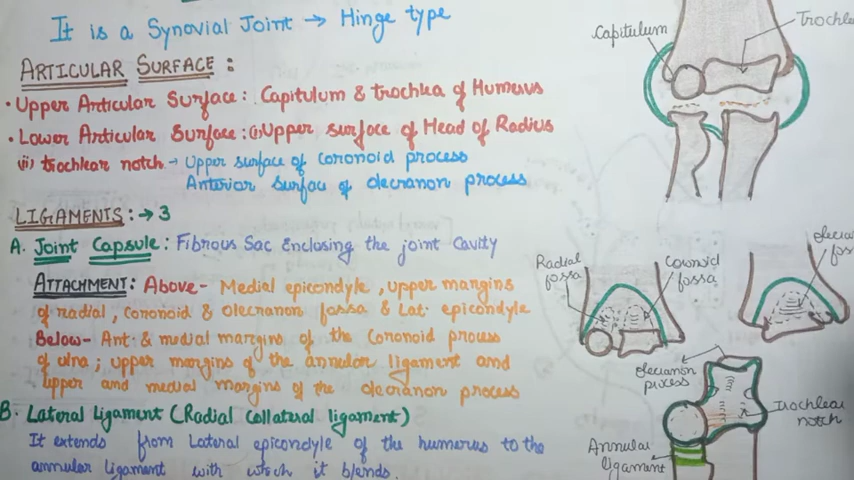 It is a Synovial Joint → Hinge type
ARTICULAR SURFACE:
• Upper Articular Surface: Capitulum & trochlea of Humerus
• Lower Articular Surface: (i) Upper surface of Head of Radius
(ii) trochlear notch → Upper surface of coronoid process
Anterior surface of olecranon process
LIGAMENTS: → 3
A. Joint Capsule: Fibrous Sac Enclosing the joint Cavity
ATTACHMENT: Above- Medial epicondyle, upper margins
of radial, coronoid & olecranon fossa & Lat. epicondyle
Below- Ant & medial margins of the Coronoid process
of ulna; upper margins of the annular ligament and
upper and medial margins of the olecranon process
B. Lateral Ligament (Radial Collateral ligament)
It extends from Lateral epicondyle of the humerus to the
annular ligament with which it blends.
Capitulum
Trochle
Radial
fossa
Coronoid
fossa
olecra
fos
olecranon
process
Trochlear
notch
Annular
ligament